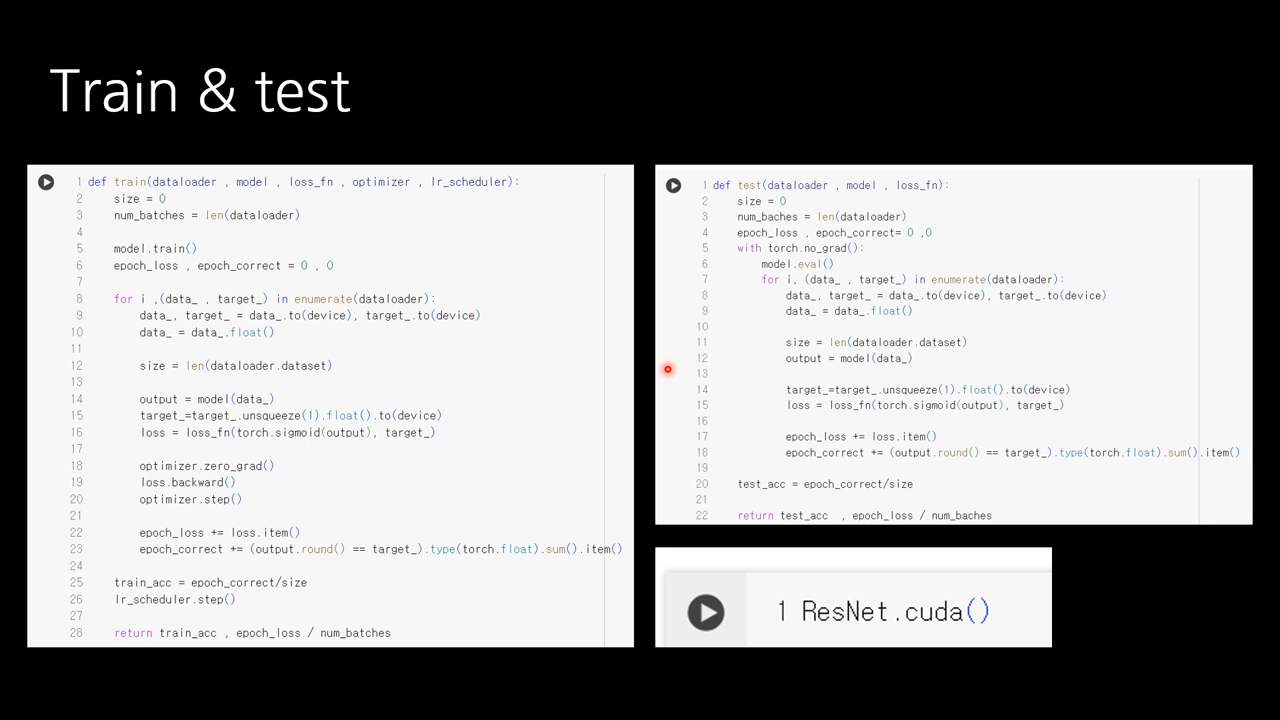 Train & test
1 def train(dataloader , model , loss_fn , optimizer , lr_scheduler):
2 size = 0
3 num_batches = len(dataloader)
4
5 model.train()
6 epoch_loss , epoch_correct = 0 , 0
7
8 for i ,(data_ , target_) in enumerate(dataloader):
9 data_, target_ = data_.to(device), target_.to(device)
10 data_ = data_.float()
11
12 size = len(dataloader.dataset)
13
14 output = model(data_)
15 target_=target_.unsqueeze(1).float().to(device)
16 loss = loss_fn(torch.sigmoid(output), target_)
17
18 optimizer.zero_grad()
19 loss.backward()
20 optimizer.step()
21
22 epoch_loss += loss.item()
23 epoch_correct += (output.round() == target_).type(torch.float).sum().item()
24
25 train_acc = epoch_correct/size
26 lr_scheduler.step()
27
28 return train_acc , epoch_loss / num_batches
1 def test(dataloader , model , loss_fn):
2 size = 0
3 num_baches = len(dataloader)
4 epoch_loss , epoch_correct= 0 ,0
5 with torch.no_grad():
6 model.eval()
7 for i, (data_ , target_) in enumerate(dataloader):
8 data_, target_ = data_.to(device), target_.to(device)
9 data_ = data_.float()
10
11 size = len(dataloader.dataset)
12 output = model(data_)
13
14 target_=target_.unsqueeze(1).float().to(device)
15 loss = loss_fn(torch.sigmoid(output), target_)
16
17 epoch_loss += loss.item()
18 epoch_correct += (output.round() == target_).type(torch.float).sum().item()
19
20 test_acc = epoch_correct/size
21
22 return test_acc , epoch_loss / num_baches
1 ResNet.cuda()